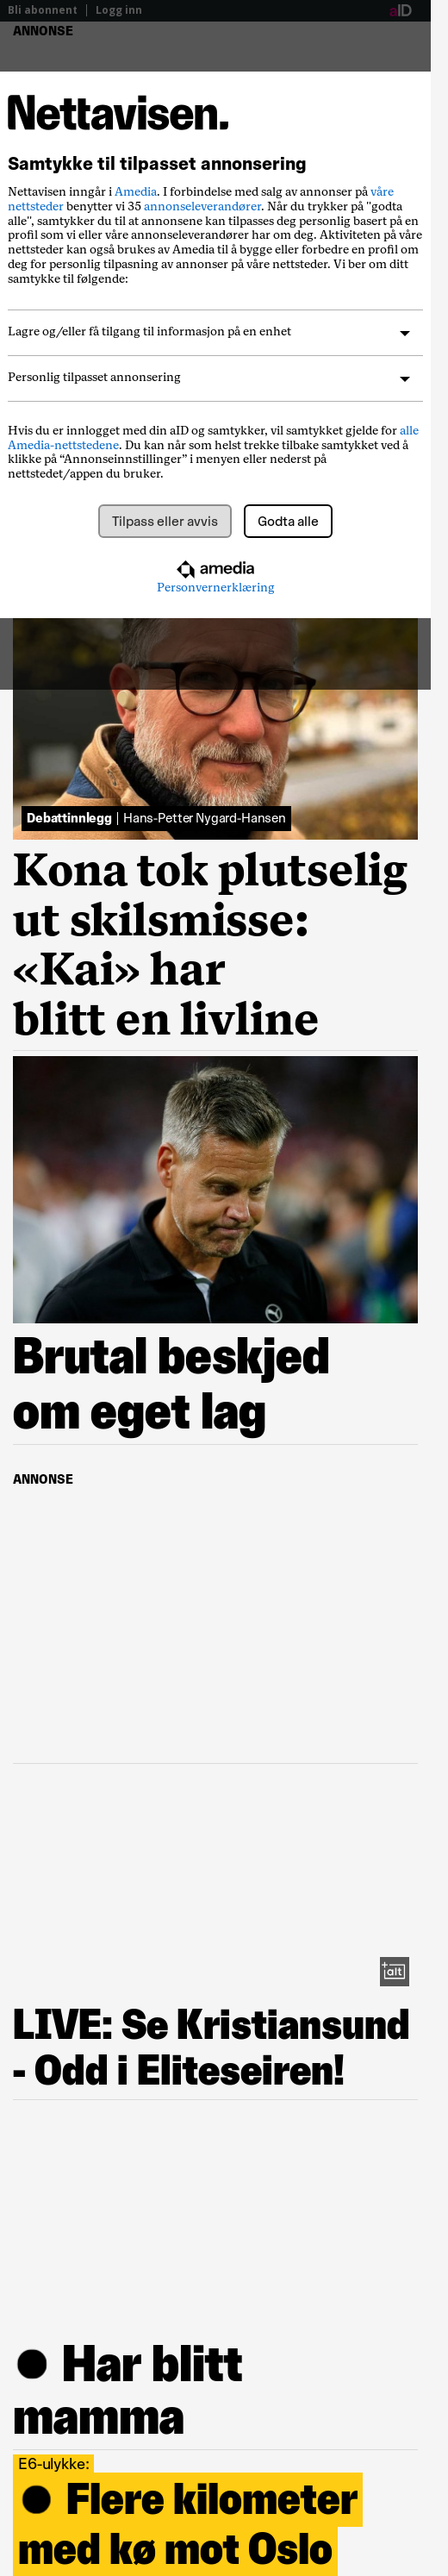 Bli abonnent | Logg inn
aID
ANNONSE
Nettavisen.
Samtykke til tilpasset annonsering
Nettavisen inngår i Amedia. I forbindelse med salg av annonser på våre
nettsteder benytter vi 35 annonseleverandører. Når du trykker på "godta
alle", samtykker du til at annonsene kan tilpasses deg personlig basert på en
profil som vi eller våre annonseleverandører har om deg. Aktiviteten på våre
nettsteder kan også brukes av Amedia til å bygge eller forbedre en profil om
deg for personlig tilpasning av annonser på våre nettsteder. Vi ber om ditt
samtykke til følgende:
Lagre og/eller få tilgang til informasjon på en enhet
Personlig tilpasset annonsering
Hvis du er innlogget med din aID og samtykker, vil samtykket gjelde for alle
Amedia-nettstedene. Du kan når som helst trekke tilbake samtykket ved å
klikke på “Annonseinnstillinger” i menyen eller nederst på
nettstedet/appen du bruker.
Tilpass eller avvis
Godta alle
amedia
Personvernerklæring
Debattinnlegg | Hans-Petter Nygard-Hansen
Kona tok plutselig
ut skilsmisse:
«Kai» har
blitt en livline
Brutal beskjed
om eget lag
ANNONSE
+alt
LIVE: Se Kristiansund
- Odd i Eliteseiren!
● Har blitt
mamma
E6-ulykke:
● Flere kilometer
med kø mot Oslo